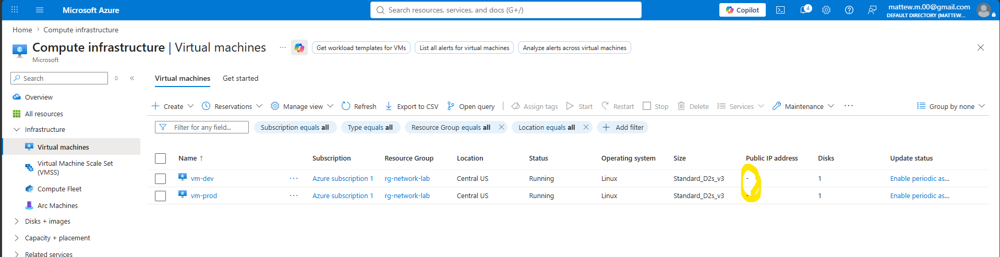 Microsoft Azure
Search resources, services, and docs (G+/)
Copilot
4
mattew.m.00@gmail.com
DEFAULT DIRECTORY (MATTEW...
Home > Compute infrastructure
Compute infrastructure | Virtual machines
...
Get workload templates for VMs
List all alerts for virtual machines
Analyze alerts across virtual machines
Microsoft
Search
Overview
All resources
Infrastructure
Virtual machines
Virtual Machine Scale Set
(VMSS)
Compute Fleet
Arc Machines
Disks + images
Capacity + placement
Related services
Virtual machines Get started
Create Reservations Manage view Refresh Export to CSV Open query Assign tags Start Restart Stop Delete Services Maintenance ... Group by none
Filter for any field... Subscription equals all Type equals all Resource Group equals all Location equals all Add filter
Name ↑ Subscription Resource Group Location Status Operating system Size Public IP address Disks Update status
vm-dev ... Azure subscription 1 rg-network-lab Central US Running Linux Standard_D2s_v3 - 1 Enable periodic as...
vm-prod ... Azure subscription 1 rg-network-lab Central US Running Linux Standard_D2s_v3 - 1 Enable periodic as...